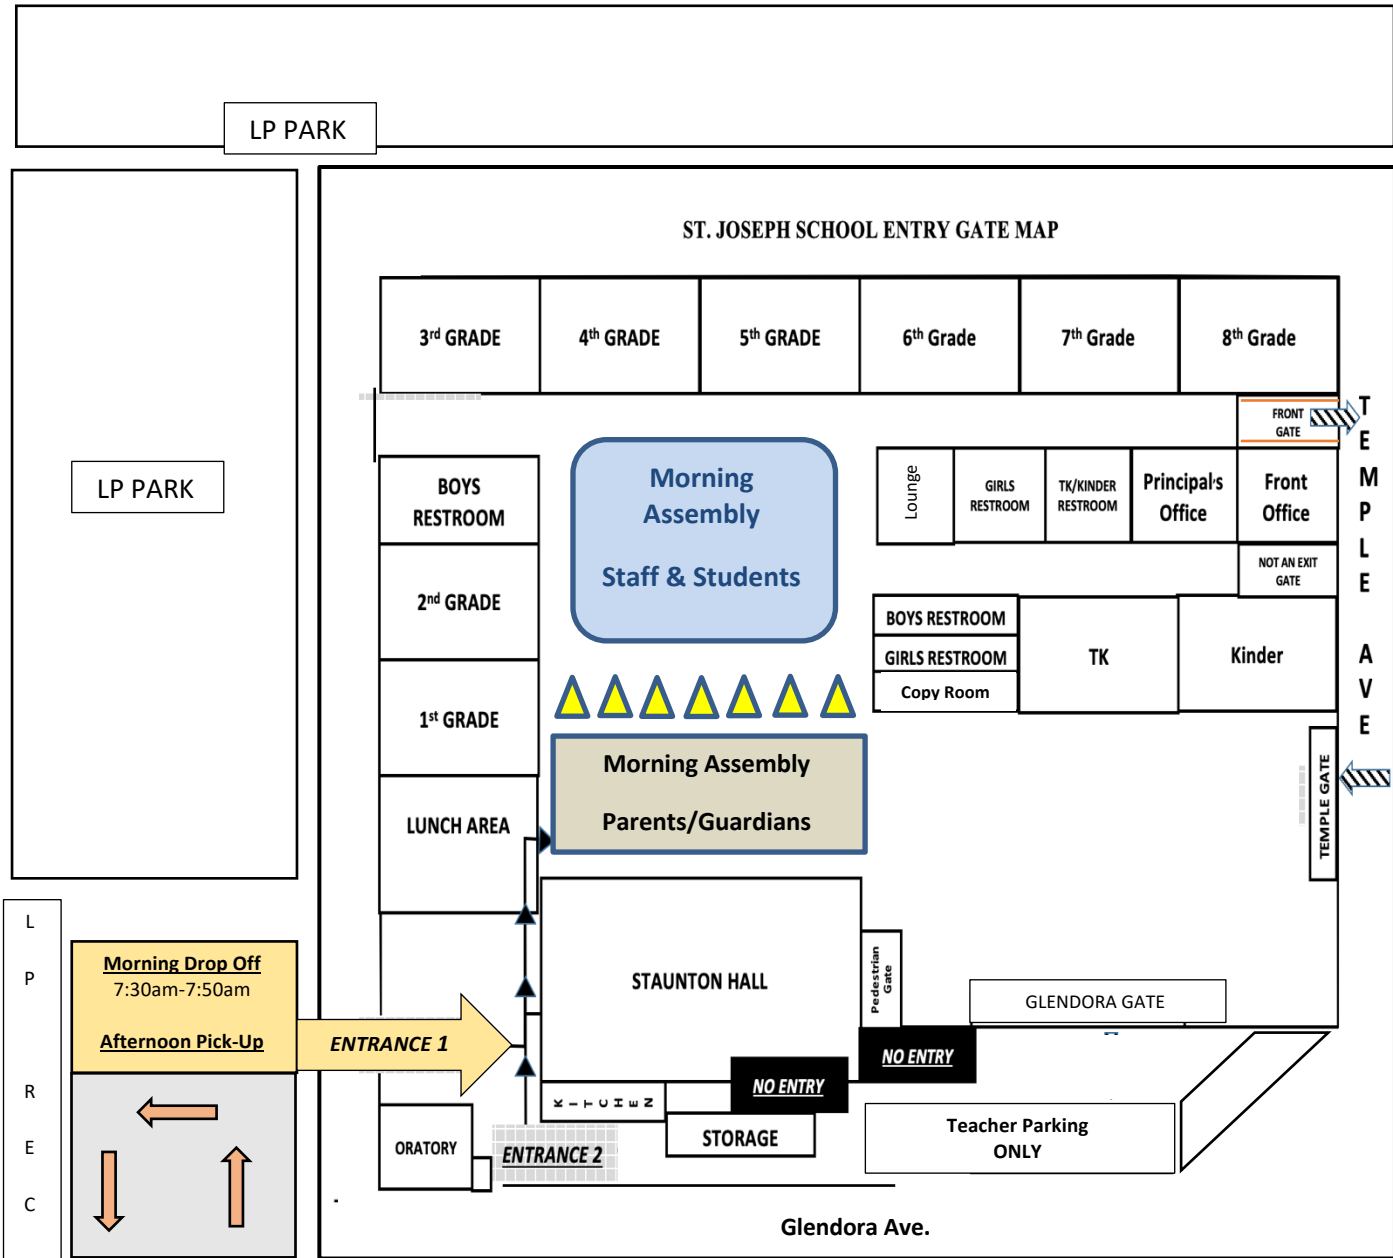 LP PARK
LP PARK
ST. JOSEPH SCHOOL ENTRY GATE MAP
3rd GRADE
4th GRADE
5th GRADE
6th Grade
7th Grade
8th Grade
FRONT
GATE
TEMPLE AVE
BOYS
RESTROOM
Morning
Assembly
Staff & Students
Lounge
GIRLS
RESTROOM
TK/KINDER
RESTROOM
Principal's
Office
Front
Office
NOT AN EXIT
GATE
2nd GRADE
BOYS RESTROOM
GIRLS RESTROOM
Copy Room
TK
Kinder
1st GRADE
Morning Assembly
Parents/Guardians
TEMPLE GATE
LUNCH AREA
LP REC
Morning Drop Off
7:30am-7:50am
Afternoon Pick-Up
ENTRANCE 1
STAUNTON HALL
Pedestrian
Gate
GLENDORA GATE
NO ENTRY
NO ENTRY
KITCHEN
STORAGE
ORATORY
ENTRANCE 2
Teacher Parking
ONLY
Glendora Ave.